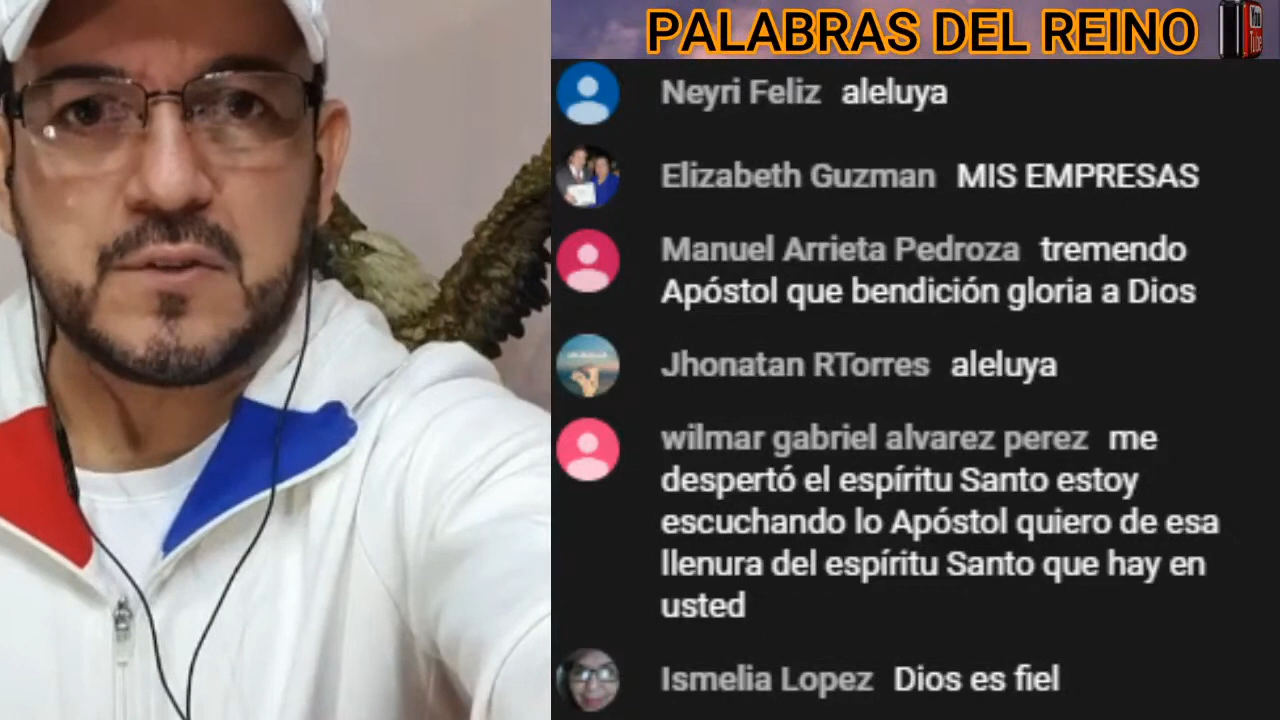 PALABRAS DEL REINO
You
Tube
Neyri Feliz aleluya
Elizabeth Guzman MIS EMPRESAS
Manuel Arrieta Pedroza tremendo
Apóstol que bendición gloria a Dios
Jhonatan RTorres aleluya
wilmar gabriel alvarez perez me
despertó el espíritu Santo estoy
escuchando lo Apóstol quiero de esa
llenura del espíritu Santo que hay en
usted
Ismelia Lopez Dios es fiel